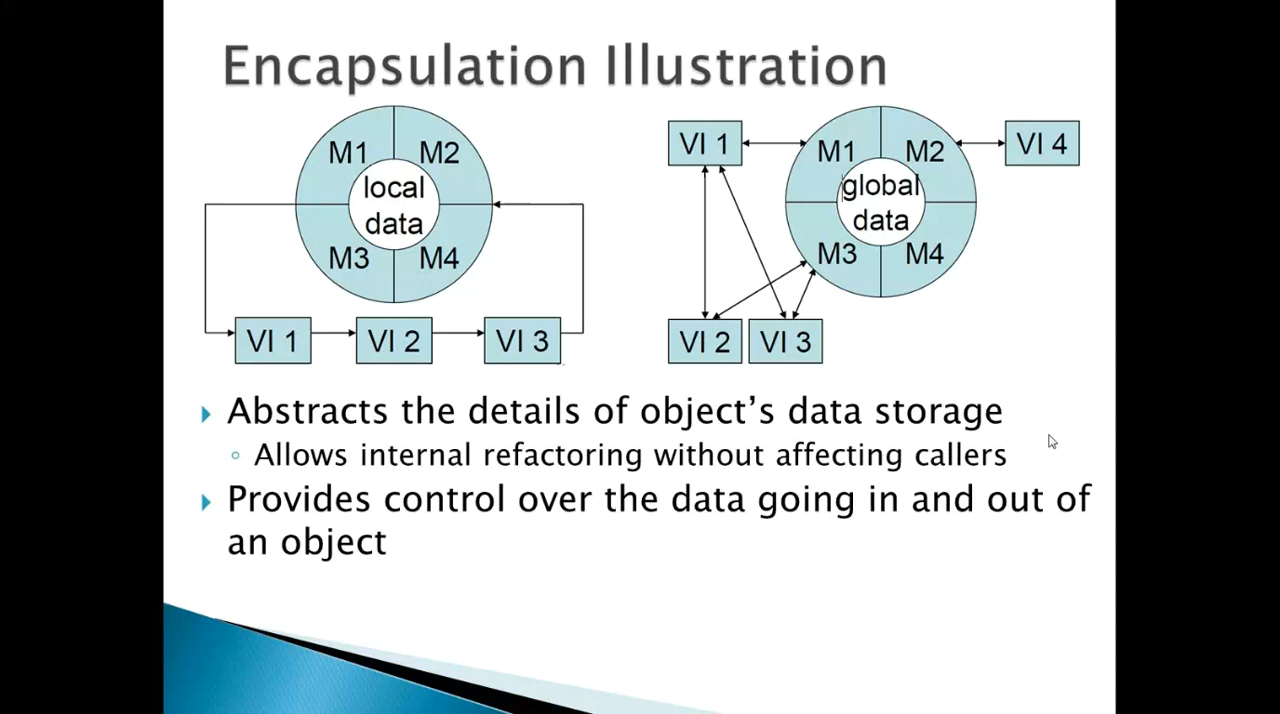 Encapsulation Illustration
M1 M2
local
data
M3 M4
VI 1 VI 2 VI 3
VI 1 M1 M2 VI 4
global
data
M3 M4
VI 2 VI 3
Abstracts the details of object’s data storage
Allows internal refactoring without affecting callers
Provides control over the data going in and out of
an object